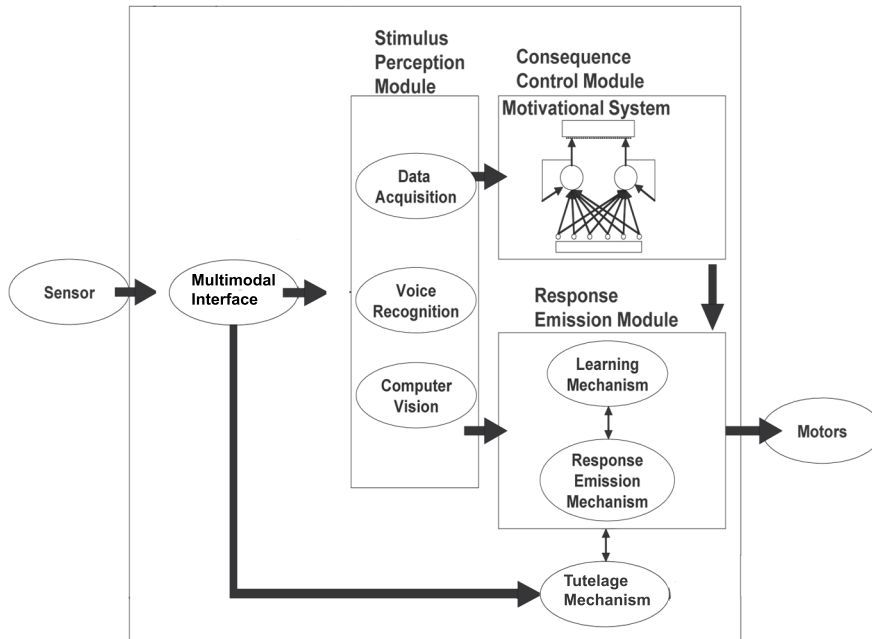 Stimulus
Perception
Module
Consequence
Control Module
Motivational System
Data
Acquisition
Sensor
Multimodal
Interface
Voice
Recognition
Response
Emission Module
Computer
Vision
Learning
Mechanism
Motors
Response
Emission
Mechanism
Tutelage
Mechanism